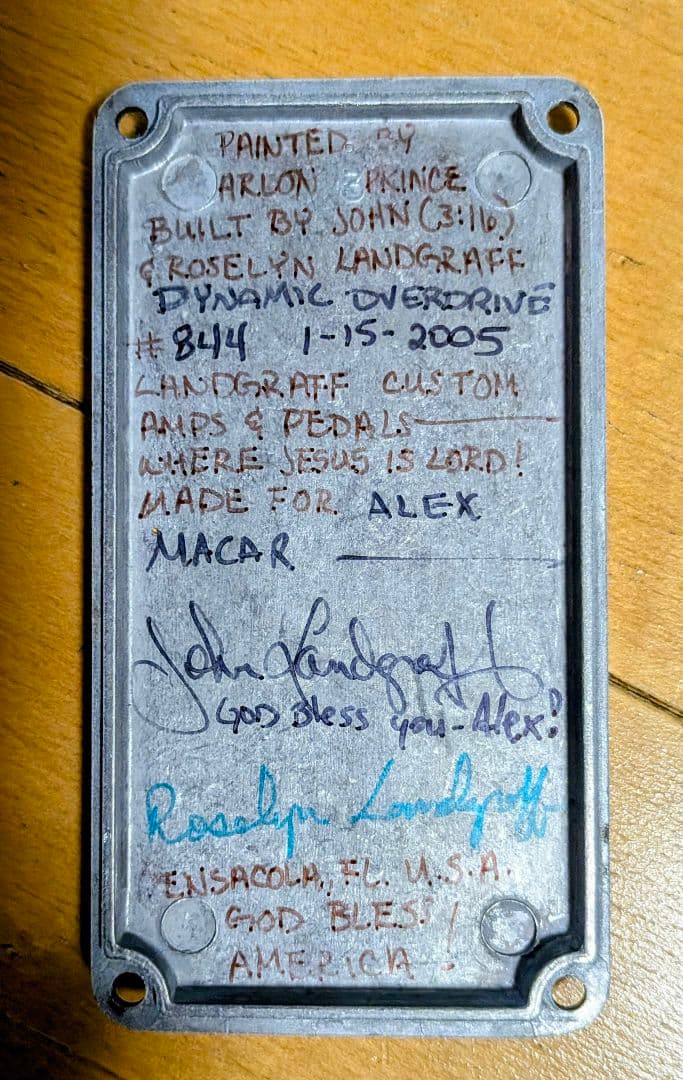 PAINTED BY
ARLON PRINCE
BUILT BY JOHN (3:16)
& ROSELYN LANDGRAFF
DYNAMIC OVERDRIVE
# 844 1-15-2005
LANDGRAFF CUSTOM
AMPS & PEDALS
WHERE JESUS IS LORD!
MADE FOR ALEX
MACAR
John Landgraff
GOD Bless you - Alex!
Roselyn Landgraff
ENSACOLA, FL. U.S.A.
GOD BLESS
AMERICA!